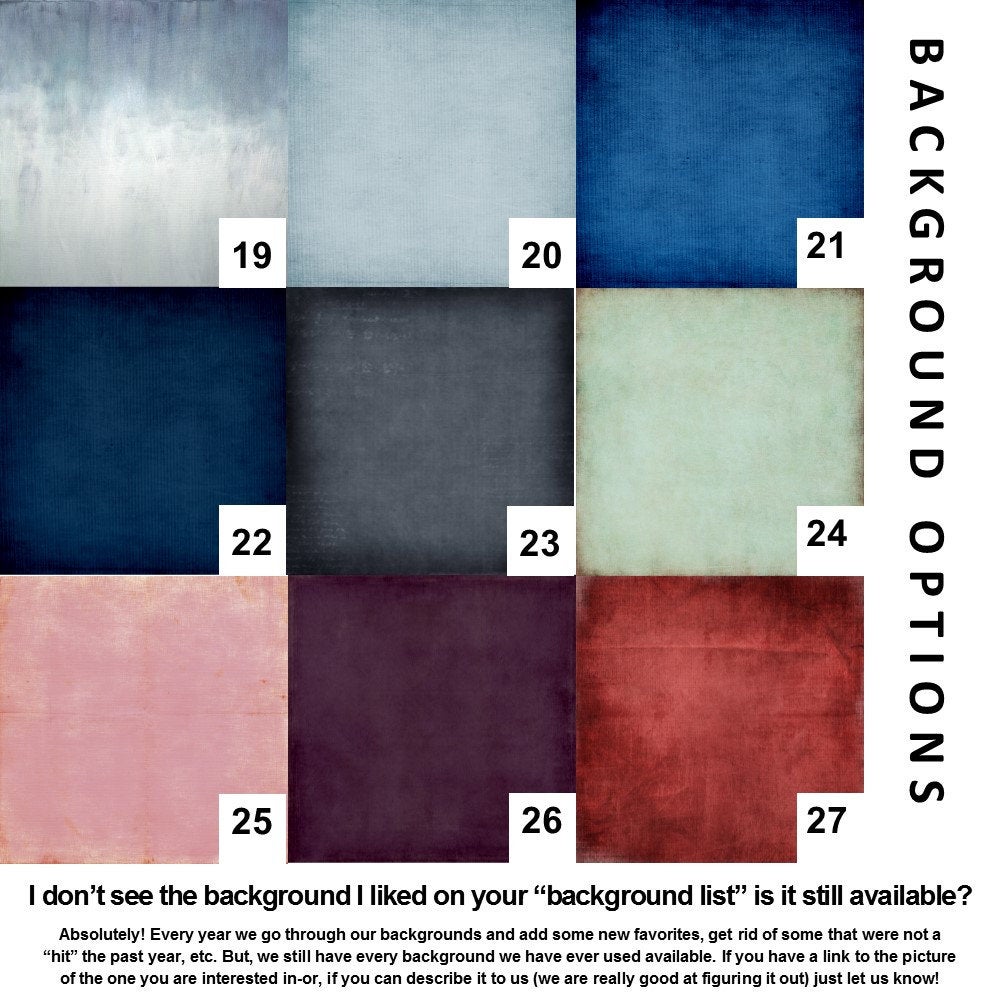 19
20
21
22
23
24
25
26
27
BACKGROUND OPTIONS
I don’t see the background I liked on your “background list” is it still available?
Absolutely! Every year we go through our backgrounds and add some new favorites, get rid of some that were not a
“hit” the past year, etc. But, we still have every background we have ever used available. If you have a link to the picture
of the one you are interested in-or, if you can describe it to us (we are really good at figuring it out) just let us know!